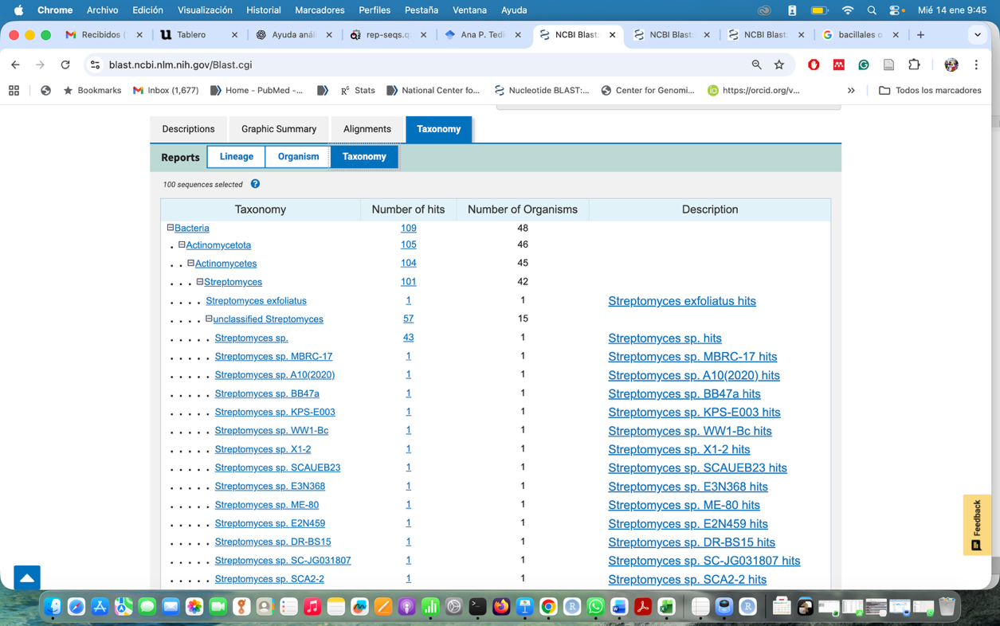 Chrome Archivo Edición Visualización Historial Marcadores Perfiles Pestaña Ventana Ayuda Mié 14 ene 9:45
Recibidos ( Tablero Ayuda anál rep-seqs.q Ana P. Tedi NCBI Blast: NCBI Blast: NCBI Blast: bacillales o
blast.ncbi.nlm.nih.gov/Blast.cgi
Bookmarks Inbox (1,677) Home - PubMed -... Stats National Center fo... Nucleotide BLAST:... Center for Genomi... https://orcid.org/v... » Todos los marcadores
Descriptions Graphic Summary Alignments Taxonomy
Reports Lineage Organism Taxonomy
100 sequences selected ?
Taxonomy Number of hits Number of Organisms Description
Bacteria 109 48
. Actinomycetota 105 46
. . Actinomycetes 104 45
. . . Streptomyces 101 42
. . . . Streptomyces exfoliatus 1 1 Streptomyces exfoliatus hits
. . . . unclassified Streptomyces 57 15
. . . . . Streptomyces sp. 43 1 Streptomyces sp. hits
. . . . . Streptomyces sp. MBRC-17 1 1 Streptomyces sp. MBRC-17 hits
. . . . . Streptomyces sp. A10(2020) 1 1 Streptomyces sp. A10(2020) hits
. . . . . Streptomyces sp. BB47a 1 1 Streptomyces sp. BB47a hits
. . . . . Streptomyces sp. KPS-E003 1 1 Streptomyces sp. KPS-E003 hits
. . . . . Streptomyces sp. WW1-Bc 1 1 Streptomyces sp. WW1-Bc hits
. . . . . Streptomyces sp. X1-2 1 1 Streptomyces sp. X1-2 hits
. . . . . Streptomyces sp. SCAUEB23 1 1 Streptomyces sp. SCAUEB23 hits
. . . . . Streptomyces sp. E3N368 1 1 Streptomyces sp. E3N368 hits
. . . . . Streptomyces sp. ME-80 1 1 Streptomyces sp. ME-80 hits
. . . . . Streptomyces sp. E2N459 1 1 Streptomyces sp. E2N459 hits
. . . . . Streptomyces sp. DR-BS15 1 1 Streptomyces sp. DR-BS15 hits
. . . . . Streptomyces sp. SC-JG031807 1 1 Streptomyces sp. SC-JG031807 hits
. . . . . Streptomyces sp. SCA2-2 1 1 Streptomyces sp. SCA2-2 hits
Feedback